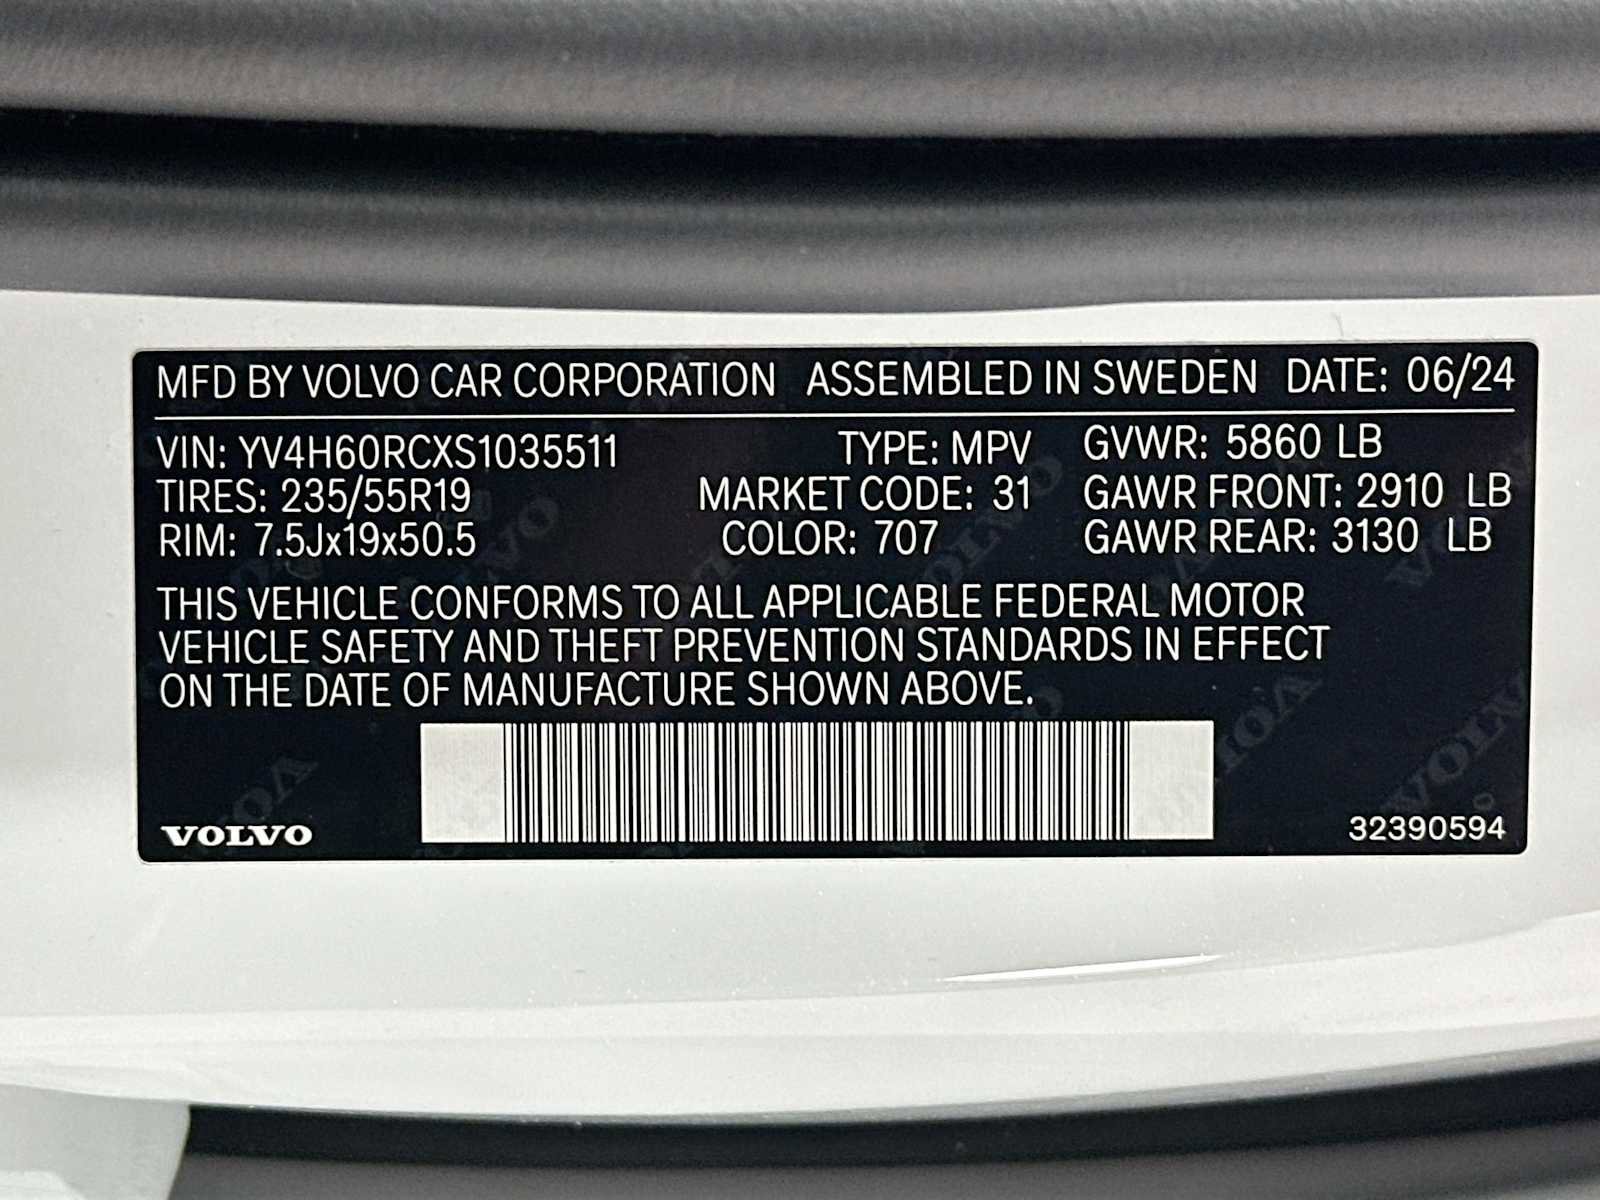 MFD BY VOLVO CAR CORPORATION ASSEMBLED IN SWEDEN DATE: 06/24
VIN: YV4H60RCXS1035511 TYPE: MPV GVWR: 5860 LB
TIRES: 235/55R19 MARKET CODE: 31 GAWR FRONT: 2910 LB
RIM: 7.5Jx19x50.5 COLOR: 707 GAWR REAR: 3130 LB
THIS VEHICLE CONFORMS TO ALL APPLICABLE FEDERAL MOTOR
VEHICLE SAFETY AND THEFT PREVENTION STANDARDS IN EFFECT
ON THE DATE OF MANUFACTURE SHOWN ABOVE.
VOLVO 32390594